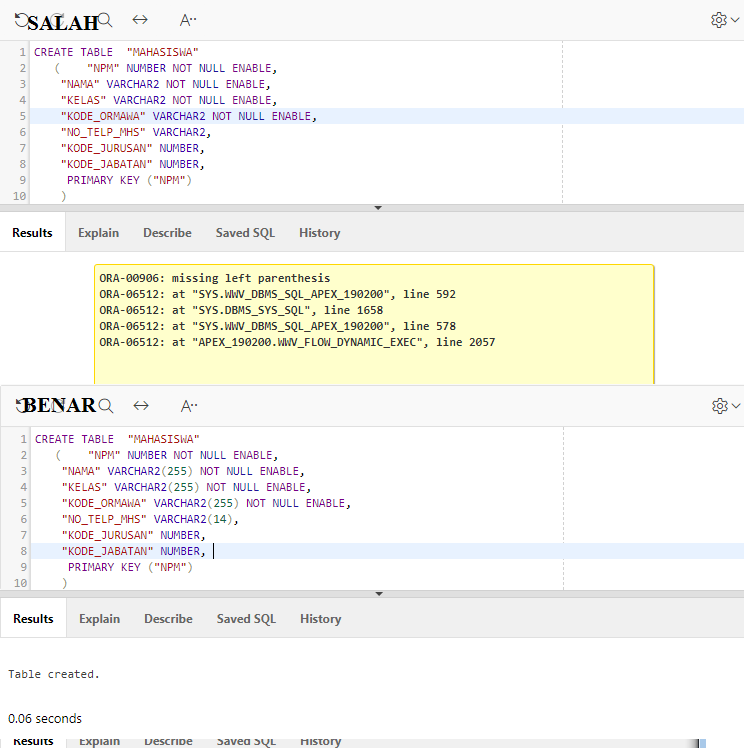 SALAH A··
1 CREATE TABLE "MAHASISWA"
2 ( "NPM" NUMBER NOT NULL ENABLE,
3 "NAMA" VARCHAR2 NOT NULL ENABLE,
4 "KELAS" VARCHAR2 NOT NULL ENABLE,
5 "KODE_ORMAWA" VARCHAR2 NOT NULL ENABLE,
6 "NO_TELP_MHS" VARCHAR2,
7 "KODE_JURUSAN" NUMBER,
8 "KODE_JABATAN" NUMBER,
9 PRIMARY KEY ("NPM")
10 )
Results Explain Describe Saved SQL History
ORA-00906: missing left parenthesis
ORA-06512: at "SYS.WWV_DBMS_SQL_APEX_190200", line 592
ORA-06512: at "SYS.DBMS_SYS_SQL", line 1658
ORA-06512: at "SYS.WWV_DBMS_SQL_APEX_190200", line 578
ORA-06512: at "APEX_190200.WWV_FLOW_DYNAMIC_EXEC", line 2057
BENAR A··
1 CREATE TABLE "MAHASISWA"
2 ( "NPM" NUMBER NOT NULL ENABLE,
3 "NAMA" VARCHAR2(255) NOT NULL ENABLE,
4 "KELAS" VARCHAR2(255) NOT NULL ENABLE,
5 "KODE_ORMAWA" VARCHAR2(255) NOT NULL ENABLE,
6 "NO_TELP_MHS" VARCHAR2(14),
7 "KODE_JURUSAN" NUMBER,
8 "KODE_JABATAN" NUMBER,
9 PRIMARY KEY ("NPM")
10 )
Results Explain Describe Saved SQL History
Table created.
0.06 seconds
Results Explain Describe Saved SQL History